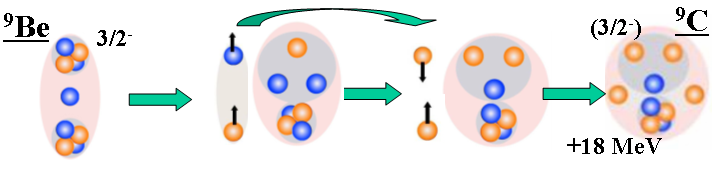 ⁹Be
3/2⁻
(3/2⁻)
⁹C
+18 MeV